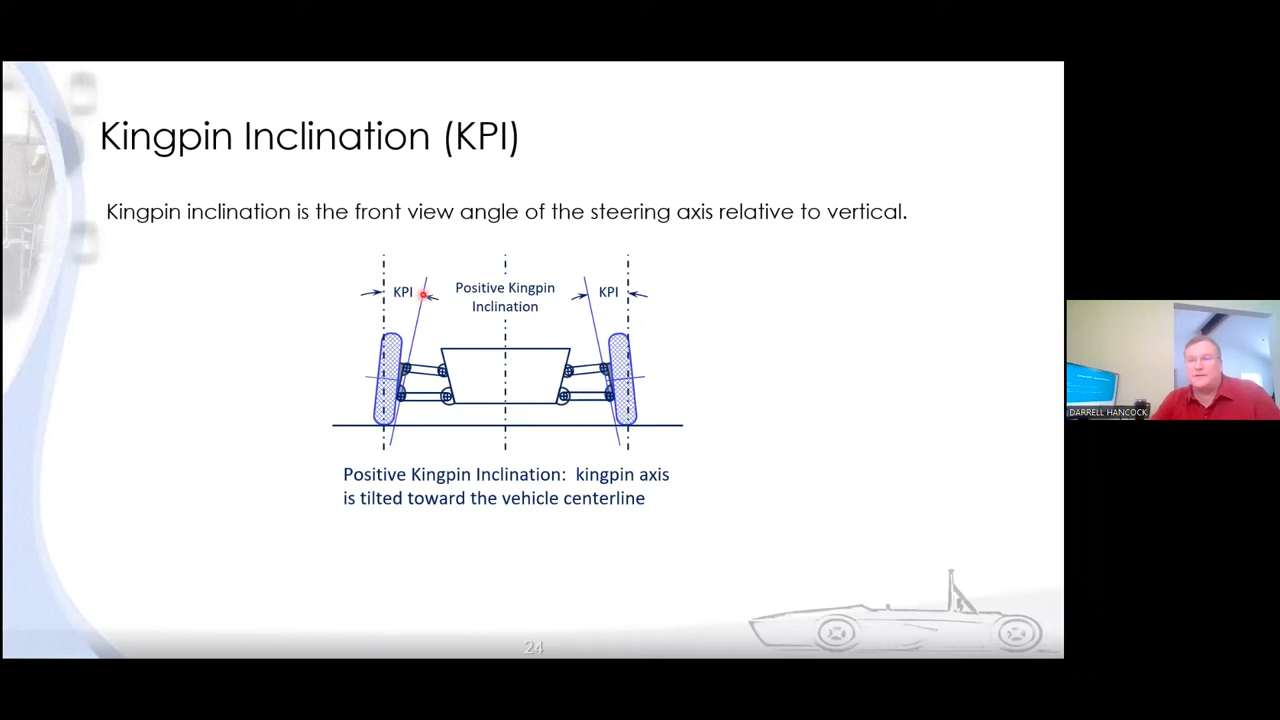 Kingpin Inclination (KPI)
Kingpin inclination is the front view angle of the steering axis relative to vertical.
KPI
Positive Kingpin
Inclination
KPI
Positive Kingpin Inclination: kingpin axis
is tilted toward the vehicle centerline
DARRELL HANCOCK
24